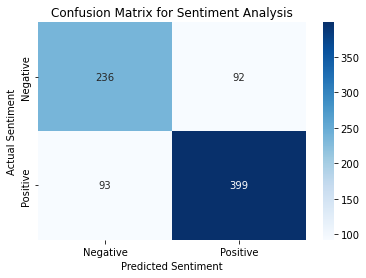 Confusion Matrix for Sentiment Analysis
Actual Sentiment
Negative
Positive
236
92
93
399
Negative
Positive
Predicted Sentiment
350
300
250
200
150
100